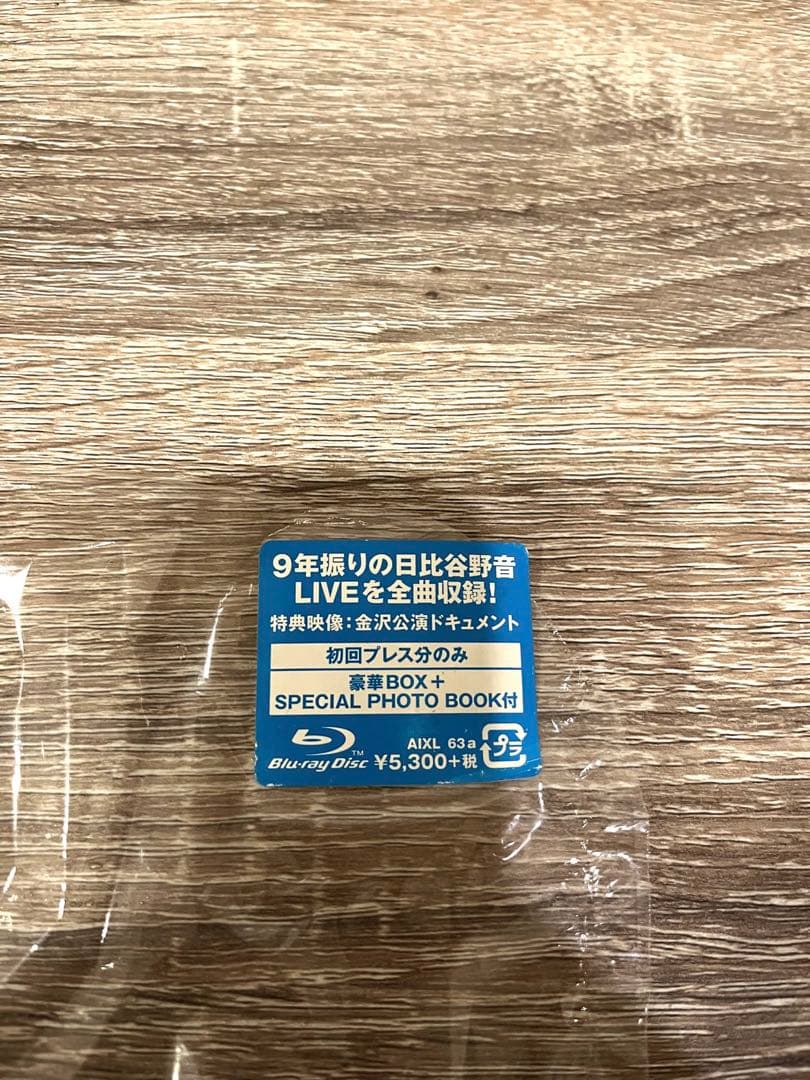 9年振りの日比谷野音
LIVEを全曲収録!
特典映像:金沢公演ドキュメント
初回プレス分のみ
豪華BOX+
SPECIAL PHOTO BOOK付
Blu-ray Disc™
AIXL 63a
¥5,300+税
プラ